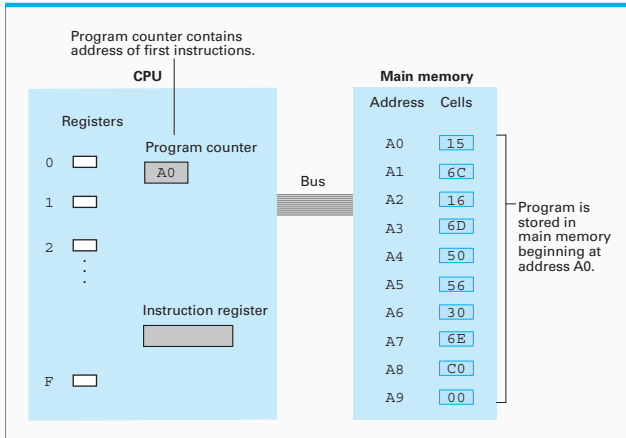 Program counter contains
address of first instructions.
CPU
Registers
Program counter
0
A0
1
2
Instruction register
F
Bus
Main memory
Address Cells
A0 15
A1 6C
A2 16
A3 6D
A4 50
A5 56
A6 30
A7 6E
A8 C0
A9 00
Program is
stored in
main memory
beginning at
address A0.